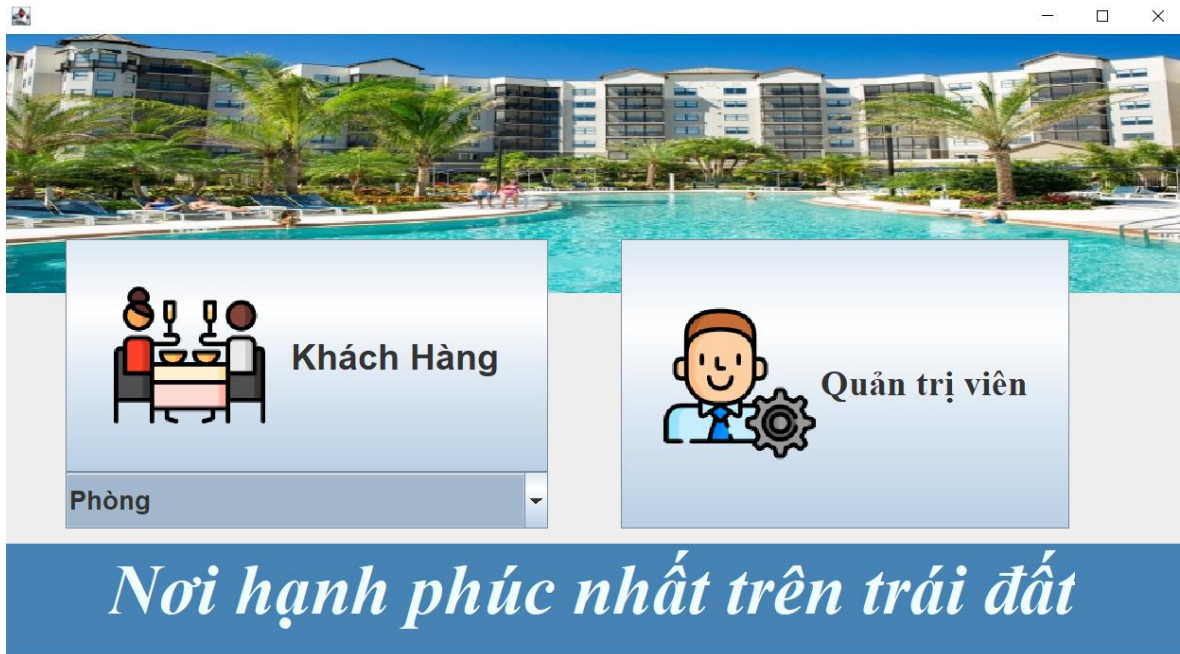 Khách Hàng
Quản trị viên
Phòng
Nơi hạnh phúc nhất trên trái đất